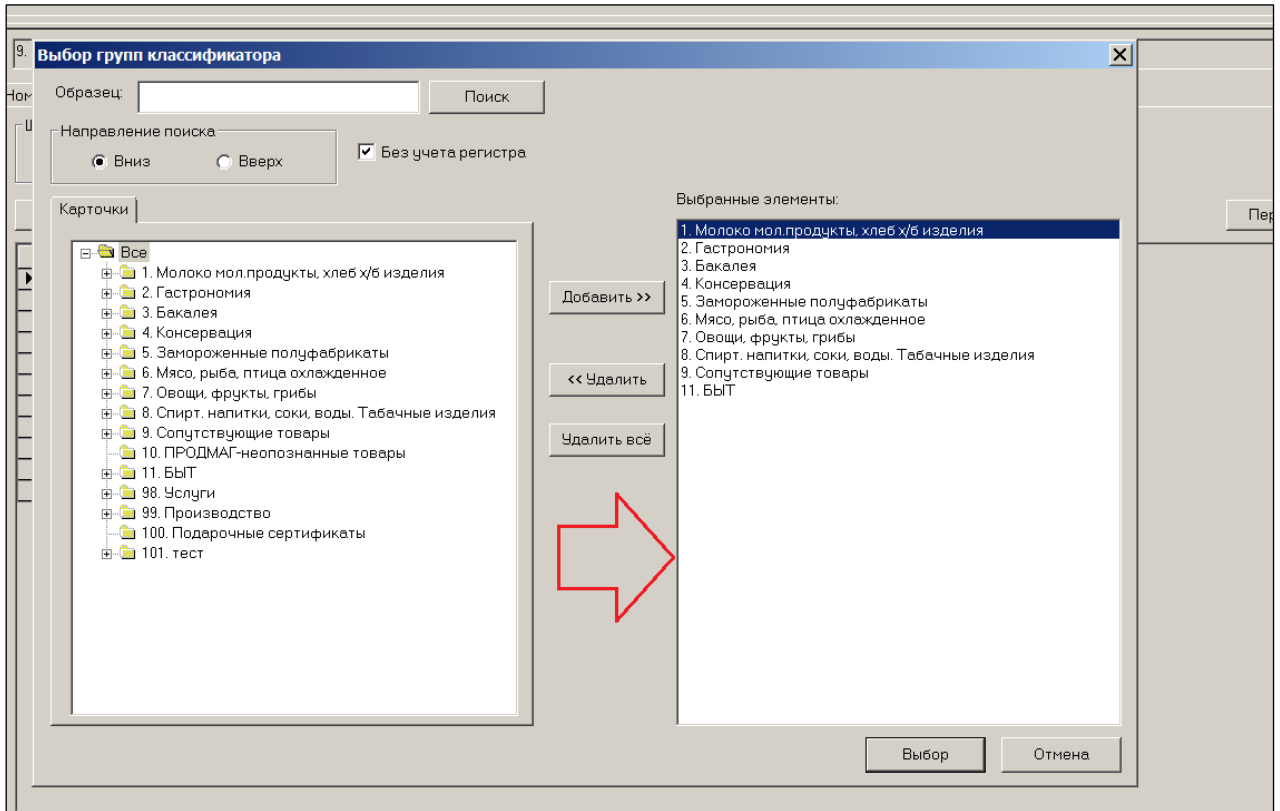 9.
Выбор групп классификатора
Ном
Образец:
Поиск
Направление поиска
Вниз
Вверх
Без учета регистра
Карточки
Выбранные элементы:
Пер
Все
1. Молоко мол.продукты, хлеб х/б изделия
2. Гастрономия
3. Бакалея
4. Консервация
5. Замороженные полуфабрикаты
6. Мясо, рыба, птица охлажденное
7. Овощи, фрукты, грибы
8. Спирт. напитки, соки, воды. Табачные изделия
9. Сопутствующие товары
10. ПРОДМАГ-неопознанные товары
11. БЫТ
98. Услуги
99. Производство
100. Подарочные сертификаты
101. тест
Добавить >>
<< Удалить
Удалить всё
1. Молоко мол.продукты, хлеб х/б изделия
2. Гастрономия
3. Бакалея
4. Консервация
5. Замороженные полуфабрикаты
6. Мясо, рыба, птица охлажденное
7. Овощи, фрукты, грибы
8. Спирт. напитки, соки, воды. Табачные изделия
9. Сопутствующие товары
11. БЫТ
Выбор
Отмена